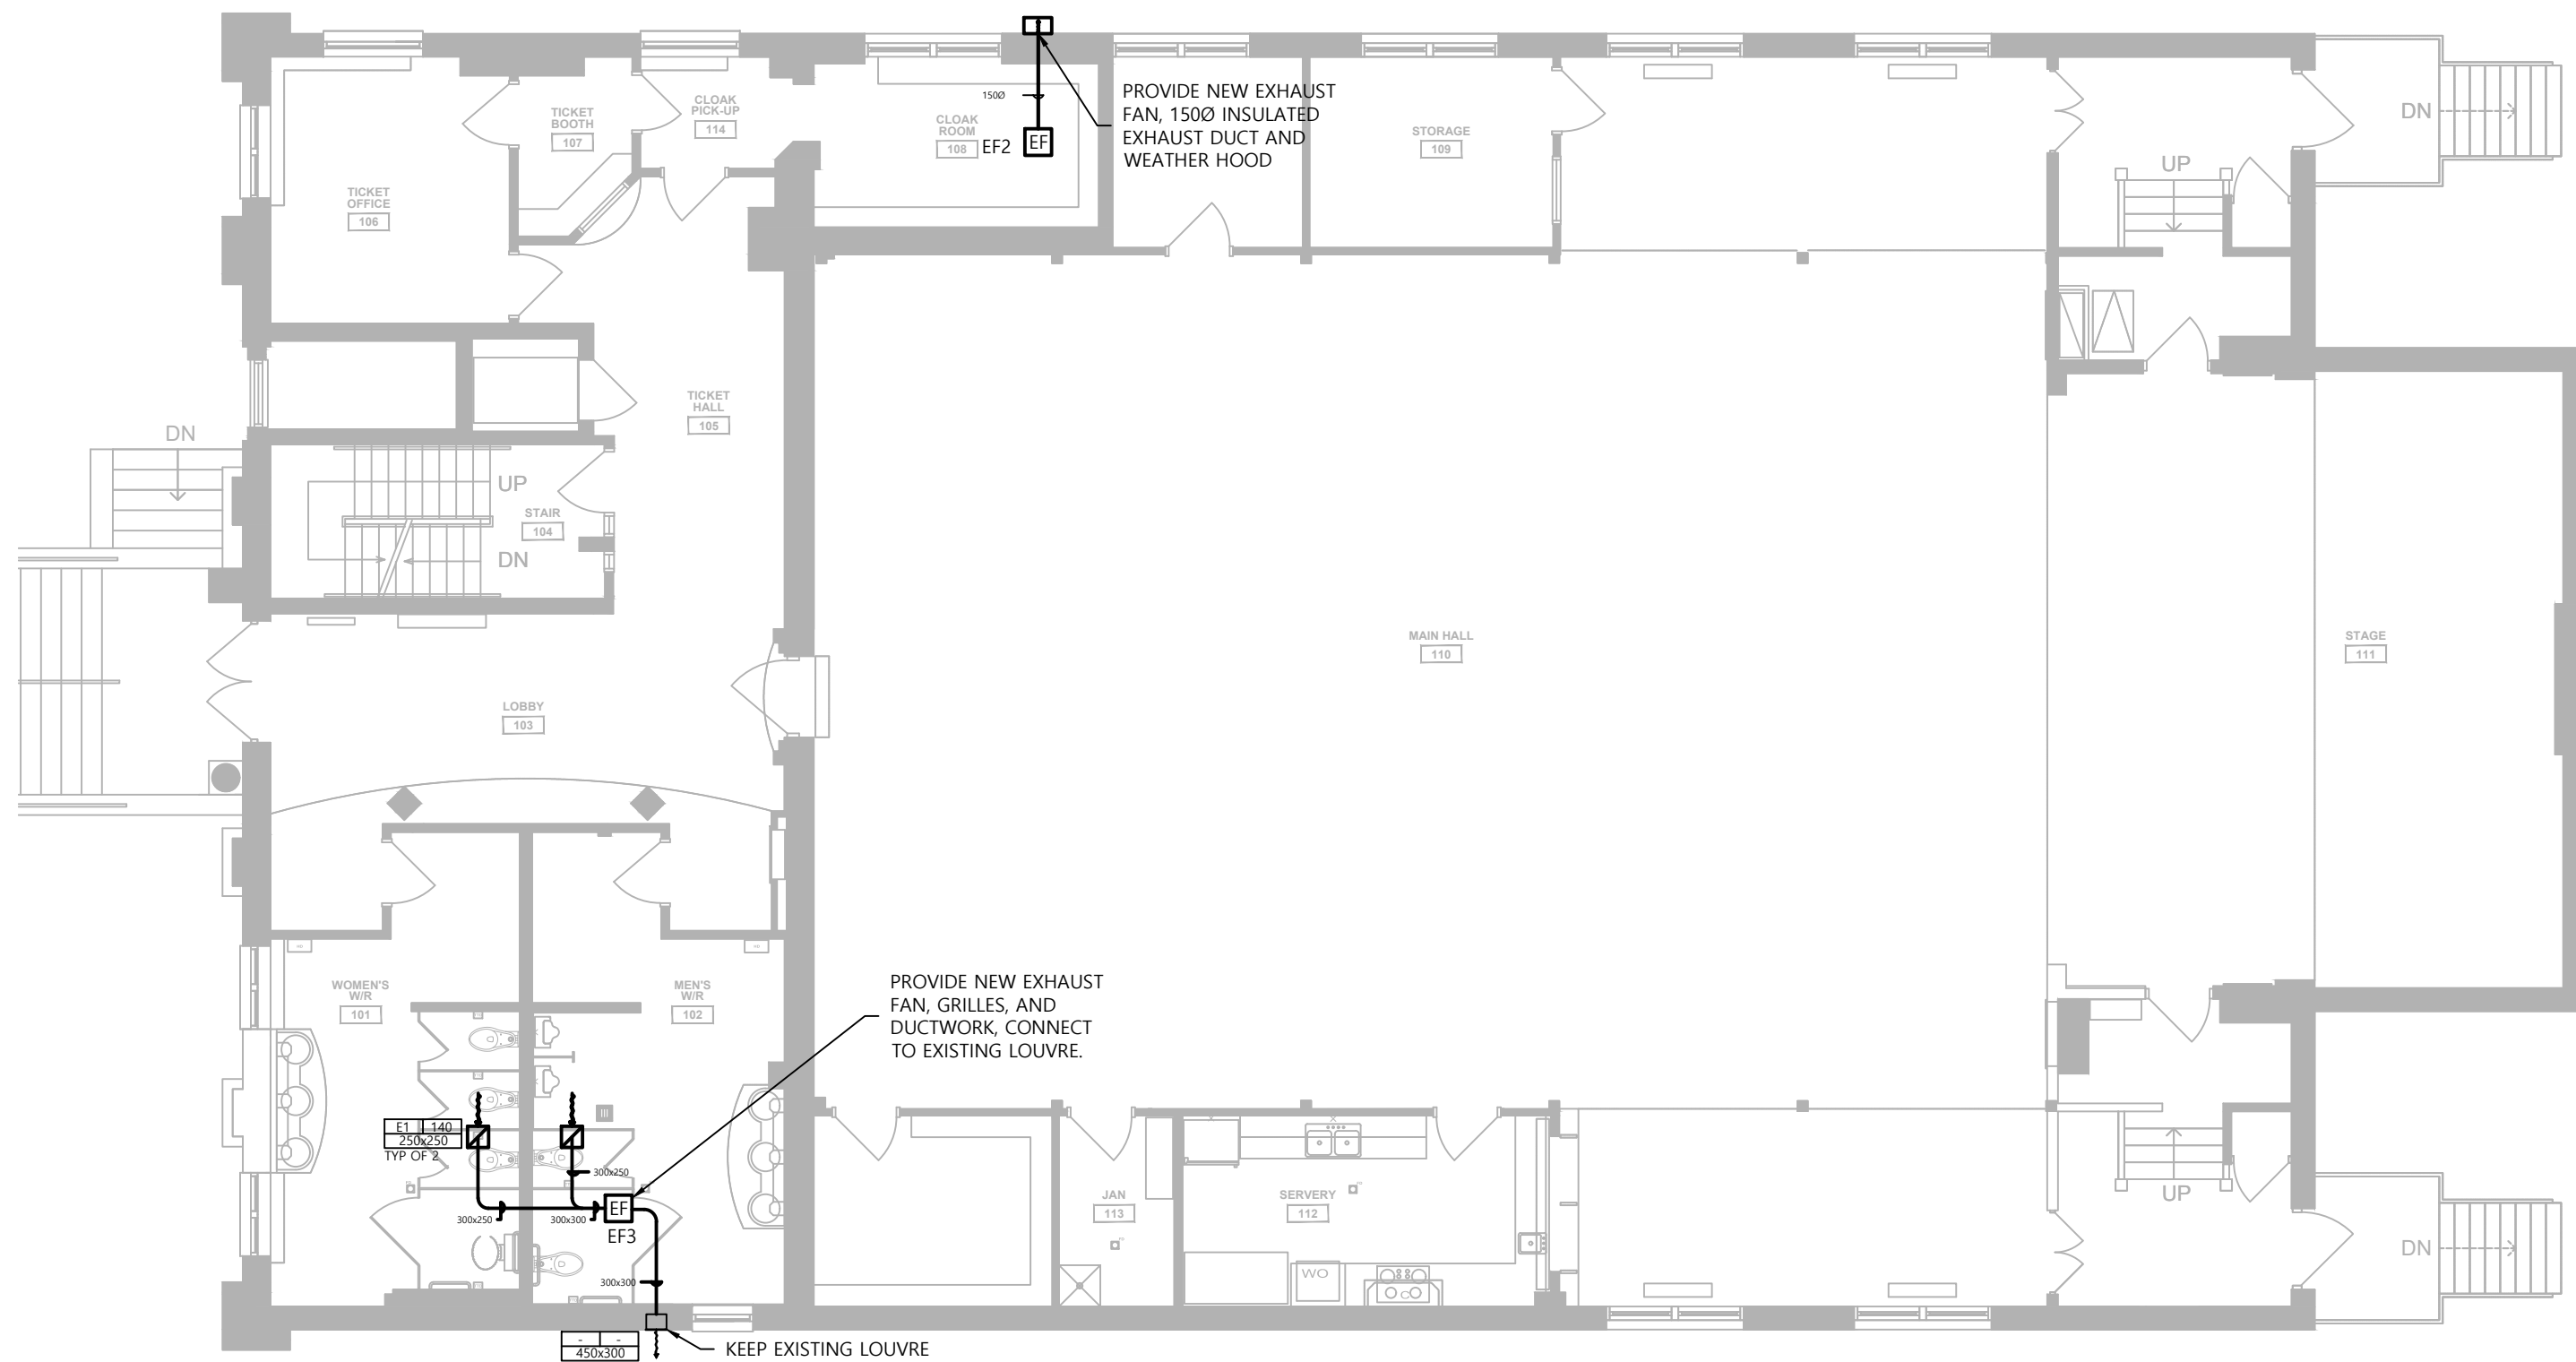 PROVIDE NEW EXHAUST
FAN, 150Ø INSULATED
EXHAUST DUCT AND
WEATHER HOOD
150Ø
EF2
EF
CLOAK
PICK-UP
114
TICKET
BOOTH
107
CLOAK
ROOM
108
STORAGE
109
DN
UP
TICKET
OFFICE
106
TICKET
HALL
105
DN
UP
STAIR
104
DN
MAIN HALL
110
STAGE
111
LOBBY
103
WOMEN'S
W/R
101
MEN'S
W/R
102
PROVIDE NEW EXHAUST
FAN, GRILLES, AND
DUCTWORK, CONNECT
TO EXISTING LOUVRE.
E1 140
250x250
TYP OF 2
300x250
300x250
300x300
EF
EF3
300x300
JAN
113
SERVERY
112
WO
CO
UP
DN
- -
450x300
KEEP EXISTING LOUVRE